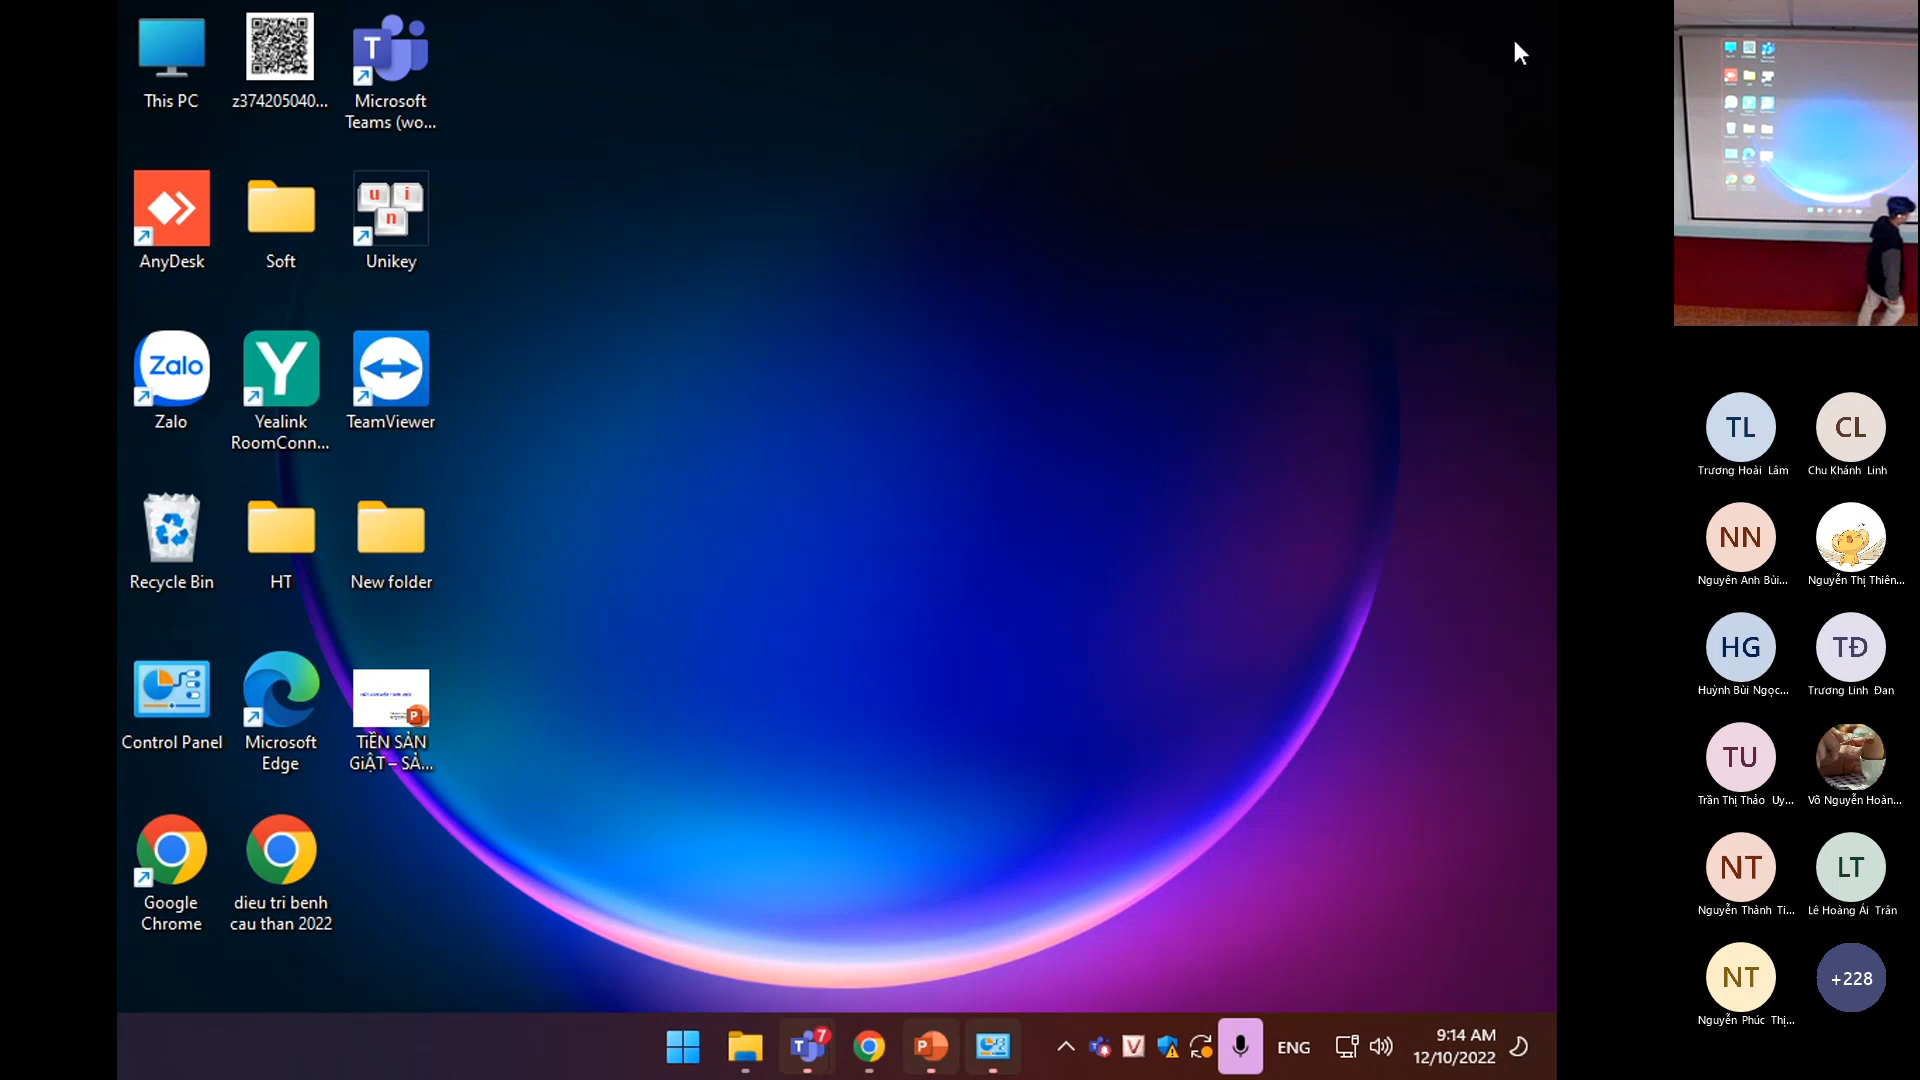 This PC
z374205040...
Microsoft
Teams (wo...
AnyDesk
Soft
u i n
Unikey
Zalo
Zalo
Yealink
RoomConn...
TeamViewer
Recycle Bin
HT
New folder
Control Panel
Microsoft
Edge
TiỀN SẢN
GiẬT – SẢ...
Google
Chrome
dieu tri benh
cau than 2022
7
ENG
9:14 AM
12/10/2022
TL
CL
Trương Hoài Lâm
Chu Khánh Linh
NN
Nguyên Anh Bùi...
Nguyễn Thị Thiên...
HG
TĐ
Huỳnh Bùi Ngọc...
Trương Linh Đan
TU
Trần Thị Thảo Uy...
Võ Nguyễn Hoàn...
NT
LT
Nguyễn Thành Ti...
Lê Hoàng Ái Trân
NT
+228
Nguyễn Phúc Thị...